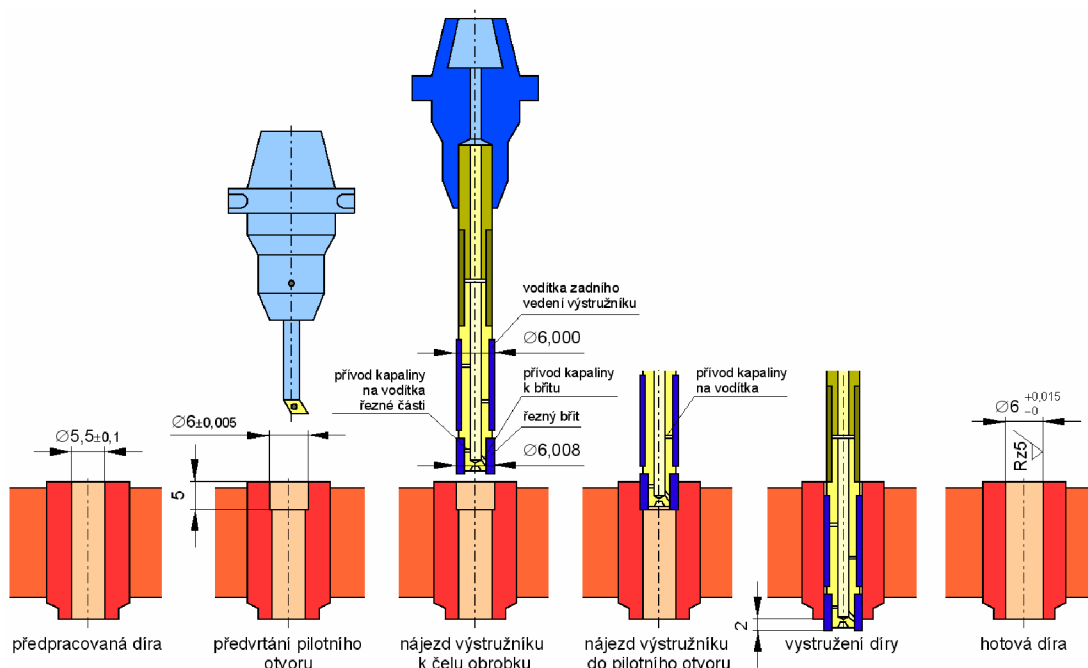 vodítka zadního
vedení výstružníku
∅6,000
přívod kapaliny
na vodítka
řezné části
přívod kapaliny
k břitu
řezný břit
∅6,008
přívod kapaliny
na vodítka
∅5,5±0,1
∅6±0,005
5
2
∅6 +0,015
-0
Rz5
předpracovaná díra
předvrtání pilotního
otvoru
nájezd výstružníku
k čelu obrobku
nájezd výstružníku
do pilotního otvoru
vystružení díry
hotová díra